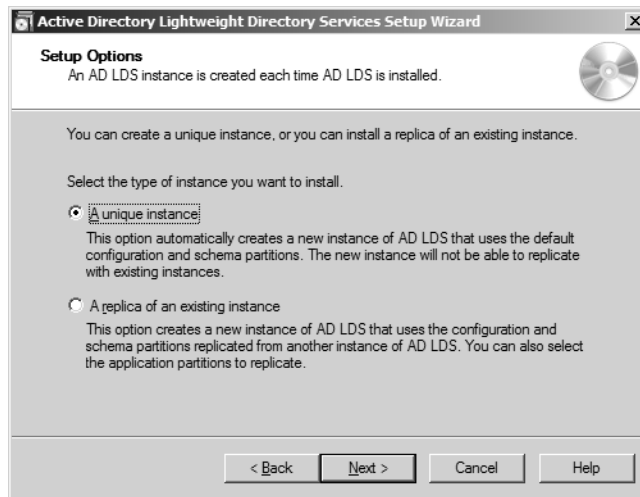 Active Directory Lightweight Directory Services Setup Wizard
Setup Options
An AD LDS instance is created each time AD LDS is installed.
You can create a unique instance, or you can install a replica of an existing instance.
Select the type of instance you want to install.
A unique instance
This option automatically creates a new instance of AD LDS that uses the default
configuration and schema partitions. The new instance will not be able to replicate
with existing instances.
A replica of an existing instance
This option creates a new instance of AD LDS that uses the configuration and
schema partitions replicated from another instance of AD LDS. You can also select
the application partitions to replicate.
< Back Next > Cancel Help